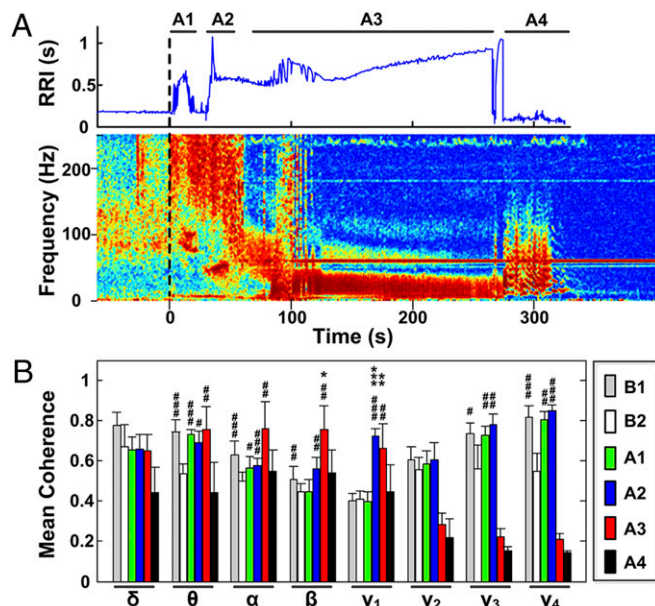 A
A1 A2 A3 A4
RRI (s)
1
0.5
0
Frequency (Hz)
200
100
0
0 100 200 300
Time (s)
B
Mean Coherence
1
0.8
0.6
0.4
0.2
0
###
###
#
##
###
#
###
##
##
##
##
*
***
###
**
##
#
##
##
###
##
###
δ θ α β γ1 γ2 γ3 γ4
B1
B2
A1
A2
A3
A4